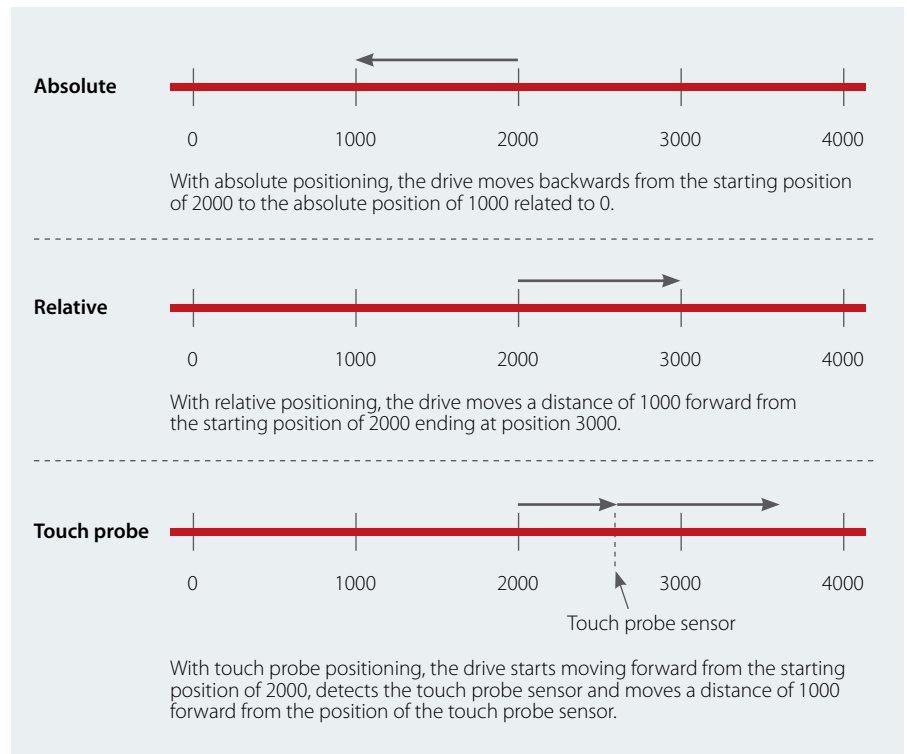 Absolute
0 1000 2000 3000 4000
With absolute positioning, the drive moves backwards from the starting position
of 2000 to the absolute position of 1000 related to 0.
Relative
0 1000 2000 3000 4000
With relative positioning, the drive moves a distance of 1000 forward from
the starting position of 2000 ending at position 3000.
Touch probe
0 1000 2000 3000 4000
Touch probe sensor
With touch probe positioning, the drive starts moving forward from the starting
position of 2000, detects the touch probe sensor and moves a distance of 1000
forward from the position of the touch probe sensor.